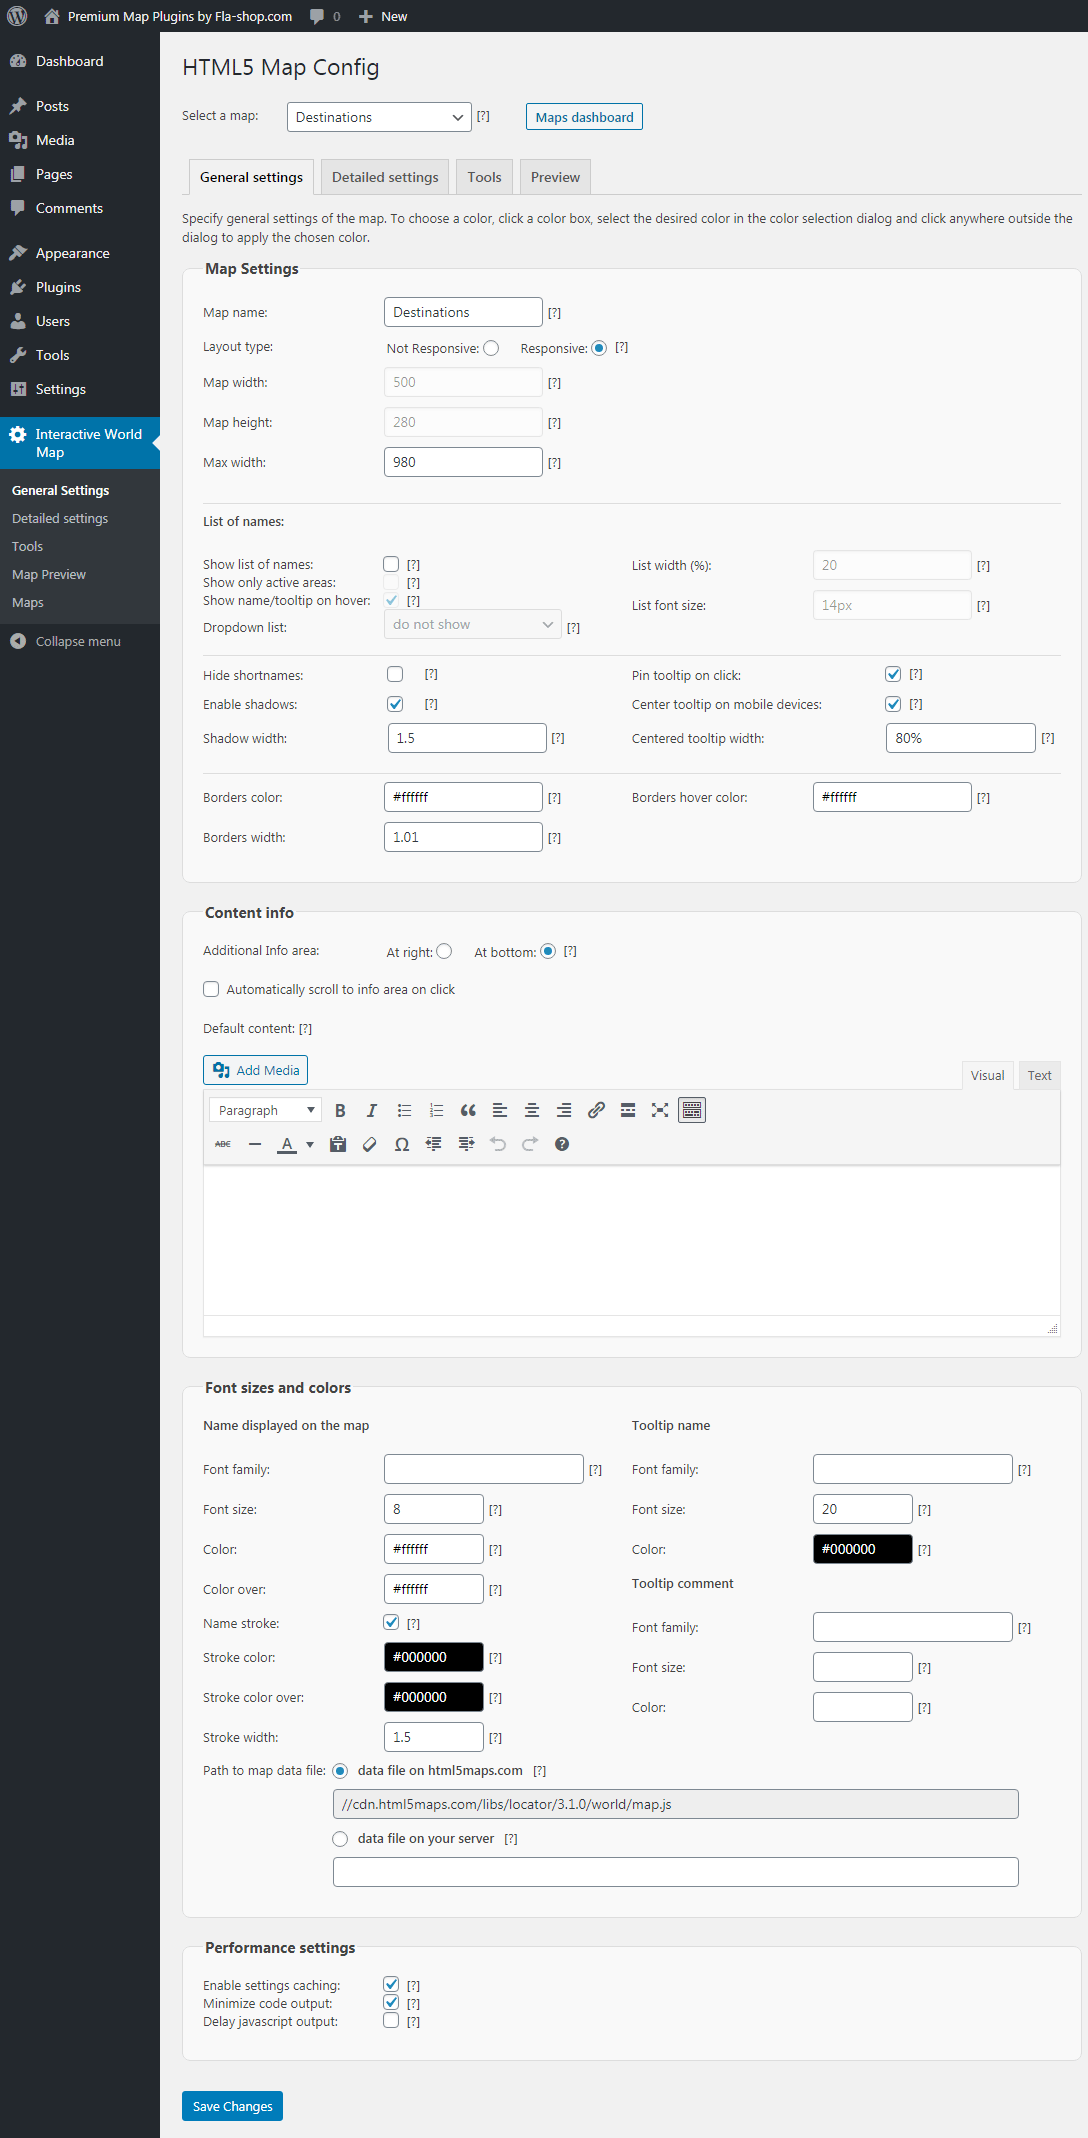 Premium Map Plugins by Fla-shop.com 0 New
Dashboard
Posts
Media
Pages
Comments
Appearance
Plugins
Users
Tools
Settings
Interactive World
Map
General Settings
Detailed settings
Tools
Map Preview
Maps
Collapse menu
HTML5 Map Config
Select a map: Destinations [?] Maps dashboard
General settings Detailed settings Tools Preview
Specify general settings of the map. To choose a color, click a color box, select the desired color in the color selection dialog and click anywhere outside the
dialog to apply the chosen color.
Map Settings
Map name: Destinations [?]
Layout type: Not Responsive: Responsive: [?]
Map width: 500 [?]
Map height: 280 [?]
Max width: 980 [?]
List of names:
Show list of names: [?] List width (%): 20 [?]
Show only active areas: [?]
Show name/tooltip on hover: [?] List font size: 14px [?]
Dropdown list: do not show [?]
Hide shortnames: [?] Pin tooltip on click: [?]
Enable shadows: [?] Center tooltip on mobile devices: [?]
Shadow width: 1.5 [?] Centered tooltip width: 80% [?]
Borders color: #ffffff [?] Borders hover color: #ffffff [?]
Borders width: 1.01 [?]
Content info
Additional Info area: At right: At bottom: [?]
Automatically scroll to info area on click
Default content: [?]
Add Media Visual Text
Paragraph B I
ABC A Ω
Font sizes and colors
Name displayed on the map Tooltip name
Font family: [?] Font family: [?]
Font size: 8 [?] Font size: 20 [?]
Color: #ffffff [?] Color: #000000 [?]
Color over: #ffffff [?] Tooltip comment
Name stroke: [?] Font family: [?]
Stroke color: #000000 [?] Font size: [?]
Stroke color over: #000000 [?] Color: [?]
Stroke width: 1.5 [?]
Path to map data file: data file on html5maps.com [?]
//cdn.html5maps.com/libs/locator/3.1.0/world/map.js
data file on your server [?]
Performance settings
Enable settings caching: [?]
Minimize code output: [?]
Delay javascript output: [?]
Save Changes